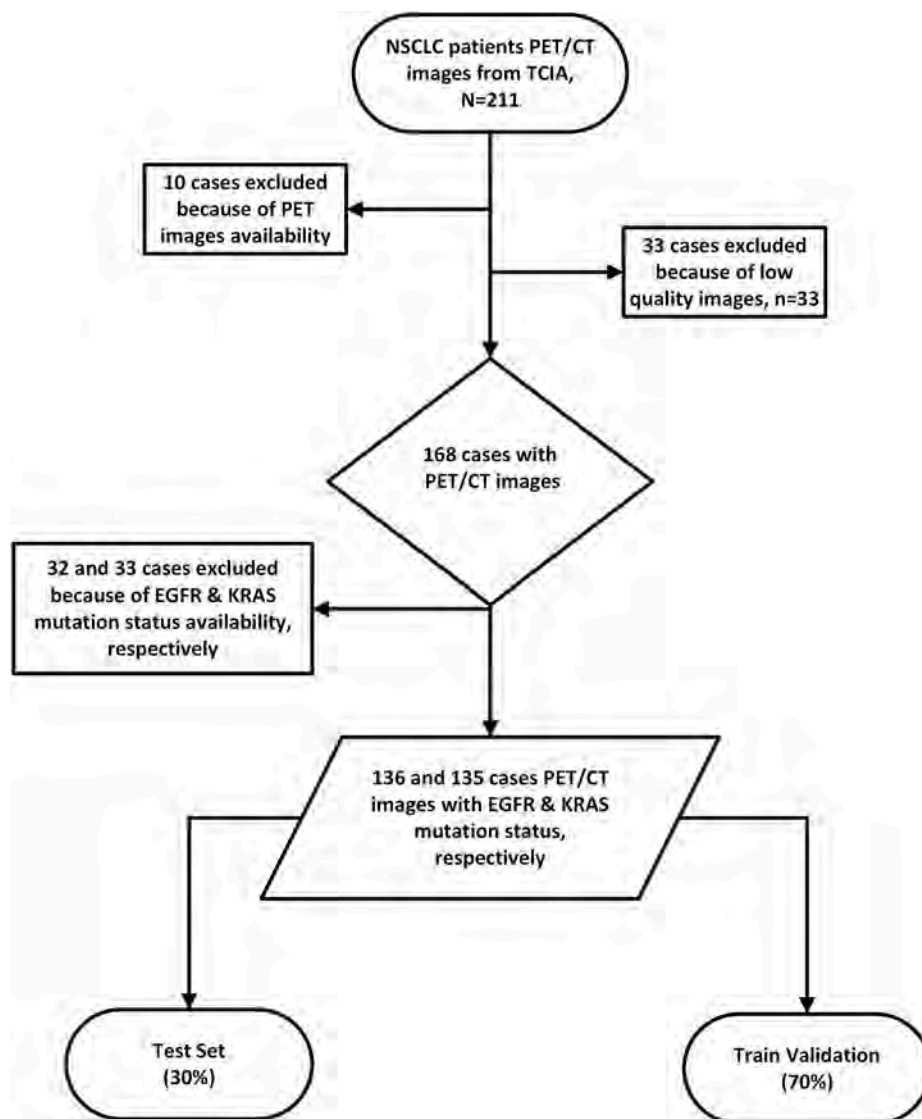 NSCLC patients PET/CT
images from TCIA,
N=211
10 cases excluded
because of PET
images availability
33 cases excluded
because of low
quality images, n=33
168 cases with
PET/CT images
32 and 33 cases excluded
because of EGFR & KRAS
mutation status availability,
respectively
136 and 135 cases PET/CT
images with EGFR & KRAS
mutation status,
respectively
Test Set
(30%)
Train Validation
(70%)